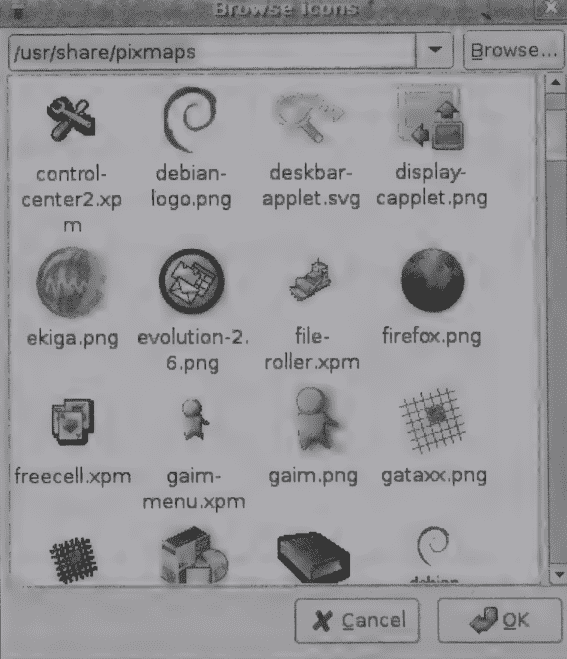 Browse Icons
/usr/share/pixmaps
Browse...
control-
center2.xp
m
debian-
logo.png
deskbar-
applet.svg
display-
capplet.png
ekiga.png
evolution-2.
6.png
file-
roller.xpm
firefox.png
freecell.xpm
gaim-
menu.xpm
gaim.png
gataxx.png
debian
Cancel
OK